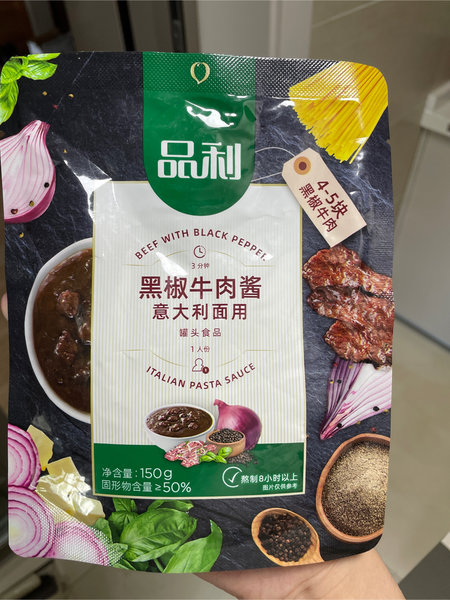 品利
4-5块
黑椒牛肉
BEEF WITH BLACK PEPPER
3分钟
黑椒牛肉酱
意大利面用
罐头食品
1人份
1
ITALIAN PASTA SAUCE
净含量:150g
固形物含量≥50%
熬制8小时以上
图片仅供参考